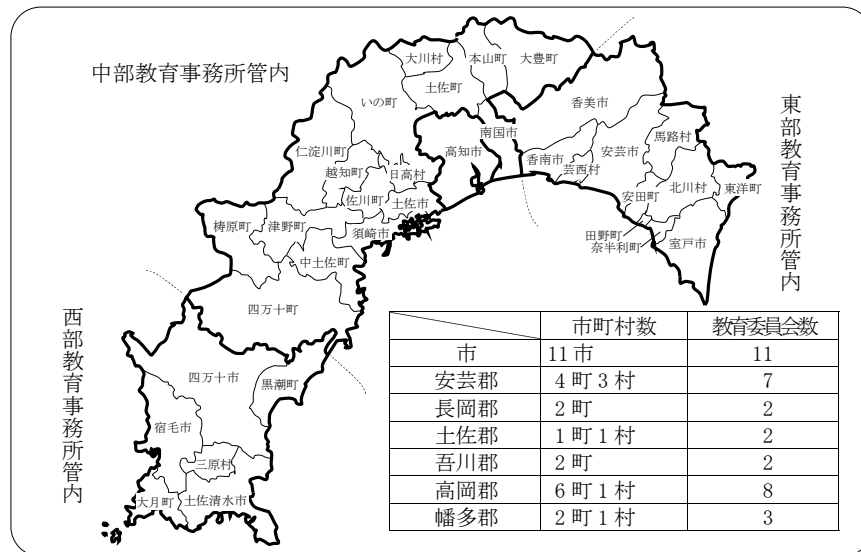 中部教育事務所管内
東部教育事務所管内
西部教育事務所管内
大川村
本山町
大豊町
土佐町
いの町
香美市
南国市
高知市
馬路村
安芸市
香南市
芸西村
仁淀川町
越知町
日高村
佐川町
土佐市
北川村
東洋町
安田町
梼原町
津野町
須崎市
田野町
奈半利町
室戸市
中土佐町
四万十町
四万十市
黒潮町
宿毛市
三原村
大月町
土佐清水市
市町村数 教育委員会数
市 11市 11
安芸郡 4町3村 7
長岡郡 2町 2
土佐郡 1町1村 2
吾川郡 2町 2
高岡郡 6町1村 8
幡多郡 2町1村 3